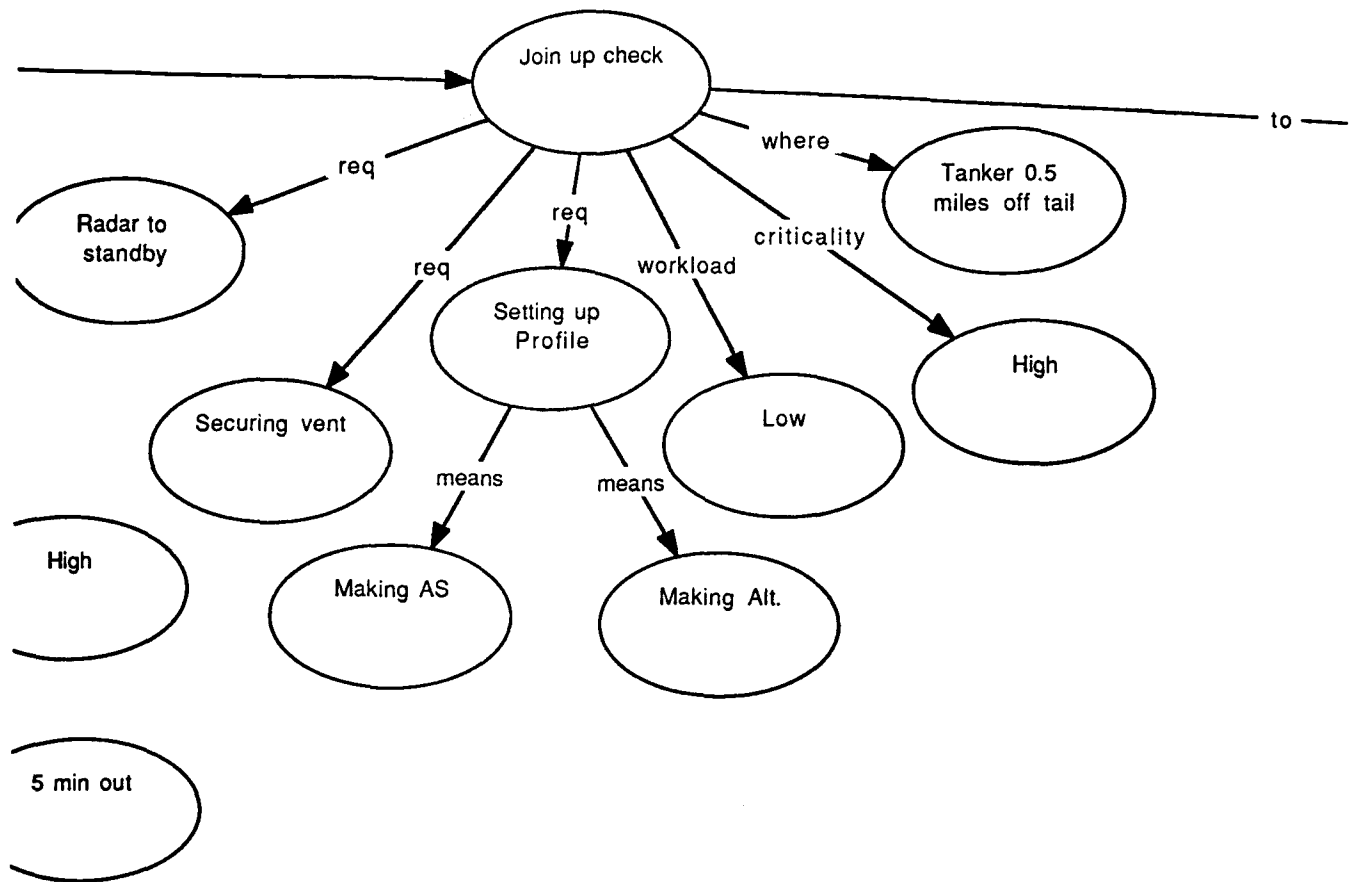 Join up check
to
where
req
Tanker 0.5
miles off tail
Radar to
standby
req
criticality
req
workload
Setting up
Profile
High
Securing vent
Low
means
means
High
Making AS
Making Alt.
5 min out